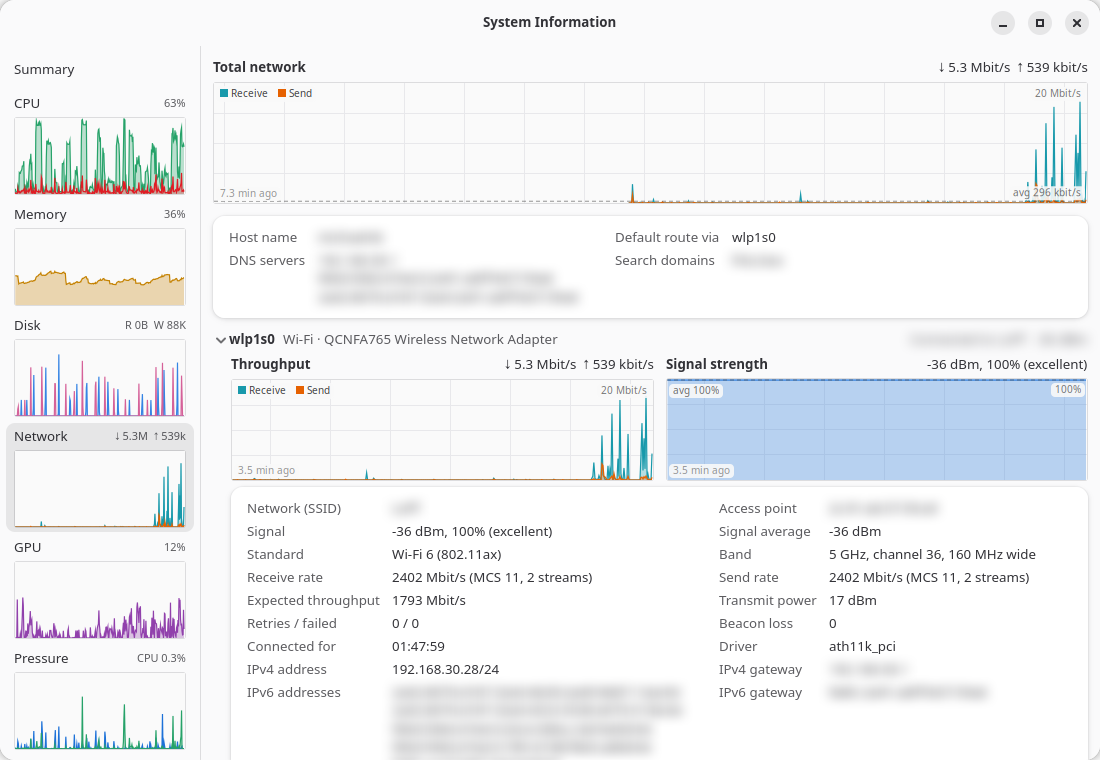 System Information
Summary
CPU 63%
Memory 36%
Disk R 0B W 88K
Network ↓5.3M ↑539k
GPU 12%
Pressure CPU 0.3%
Total network ↓ 5.3 Mbit/s ↑ 539 kbit/s
Receive Send 20 Mbit/s
7.3 min ago avg 296 kbit/s
Host name Default route via wlp1s0
DNS servers Search domains
wlp1s0 Wi-Fi · QCNFA765 Wireless Network Adapter
Throughput ↓ 5.3 Mbit/s ↑ 539 kbit/s
Receive Send 20 Mbit/s
3.5 min ago
Signal strength -36 dBm, 100% (excellent)
avg 100% 100%
3.5 min ago
Network (SSID) Access point
Signal -36 dBm, 100% (excellent) Signal average -36 dBm
Standard Wi-Fi 6 (802.11ax) Band 5 GHz, channel 36, 160 MHz wide
Receive rate 2402 Mbit/s (MCS 11, 2 streams) Send rate 2402 Mbit/s (MCS 11, 2 streams)
Expected throughput 1793 Mbit/s Transmit power 17 dBm
Retries / failed 0 / 0 Beacon loss 0
Connected for 01:47:59 Driver ath11k_pci
IPv4 address 192.168.30.28/24 IPv4 gateway
IPv6 addresses IPv6 gateway